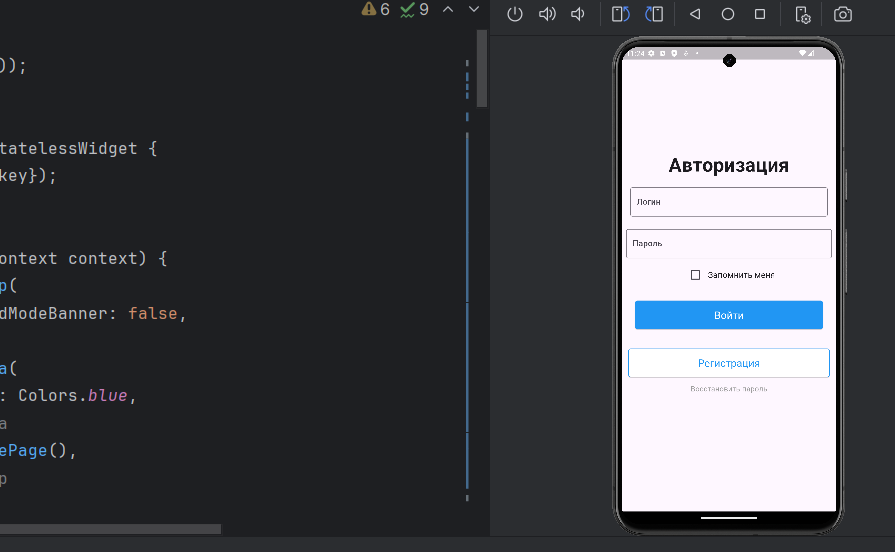 6 9
());
tatelessWidget {
key});
ontext context) {
p(
dModeBanner: false,
a(
: Colors.blue,
a
ePage(),
p
11:24
Авторизация
Логин
Пароль
Запомнить меня
Войти
Регистрация
Восстановить пароль